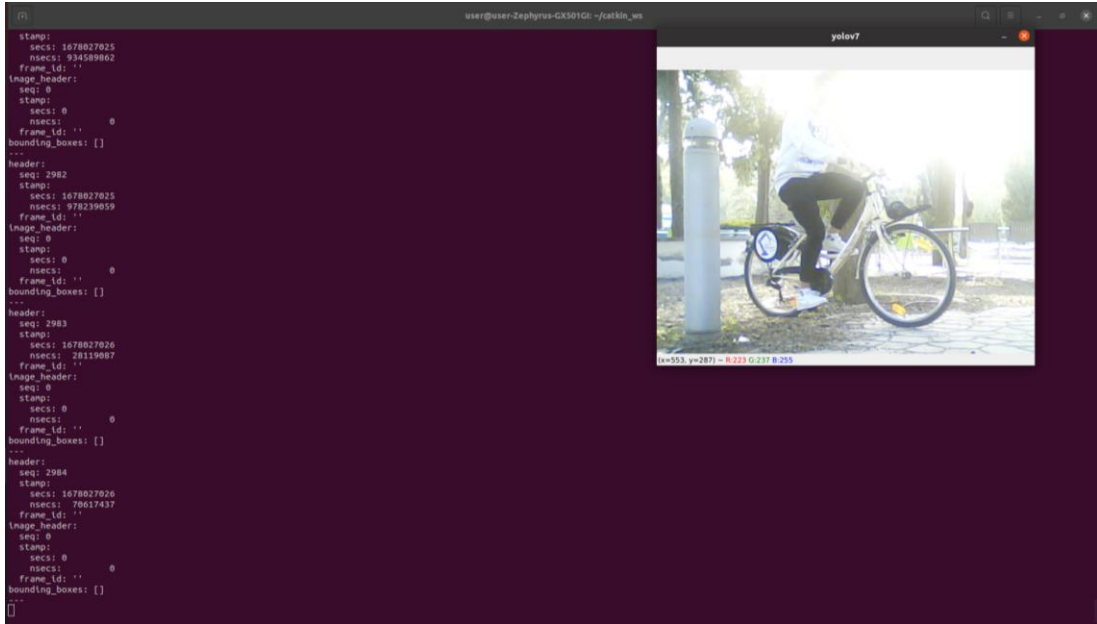 user@user-Zephyrus-GX501GI: ~/catkin_ws
  stamp:
    secs: 1678027025
    nsecs: 934589862
  frame_id: ''
image_header:
  seq: 0
  stamp:
    secs: 0
    nsecs:         0
  frame_id: ''
bounding_boxes: []
---
header:
  seq: 2982
  stamp:
    secs: 1678027025
    nsecs: 978239059
  frame_id: ''
image_header:
  seq: 0
  stamp:
    secs: 0
    nsecs:         0
  frame_id: ''
bounding_boxes: []
---
header:
  seq: 2983
  stamp:
    secs: 1678027026
    nsecs:  28119087
  frame_id: ''
image_header:
  seq: 0
  stamp:
    secs: 0
    nsecs:         0
  frame_id: ''
bounding_boxes: []
---
header:
  seq: 2984
  stamp:
    secs: 1678027026
    nsecs:  70617437
  frame_id: ''
image_header:
  seq: 0
  stamp:
    secs: 0
    nsecs:         0
  frame_id: ''
bounding_boxes: []
---
yolov7
(x=553, y=287) ~ R:223 G:237 B:255